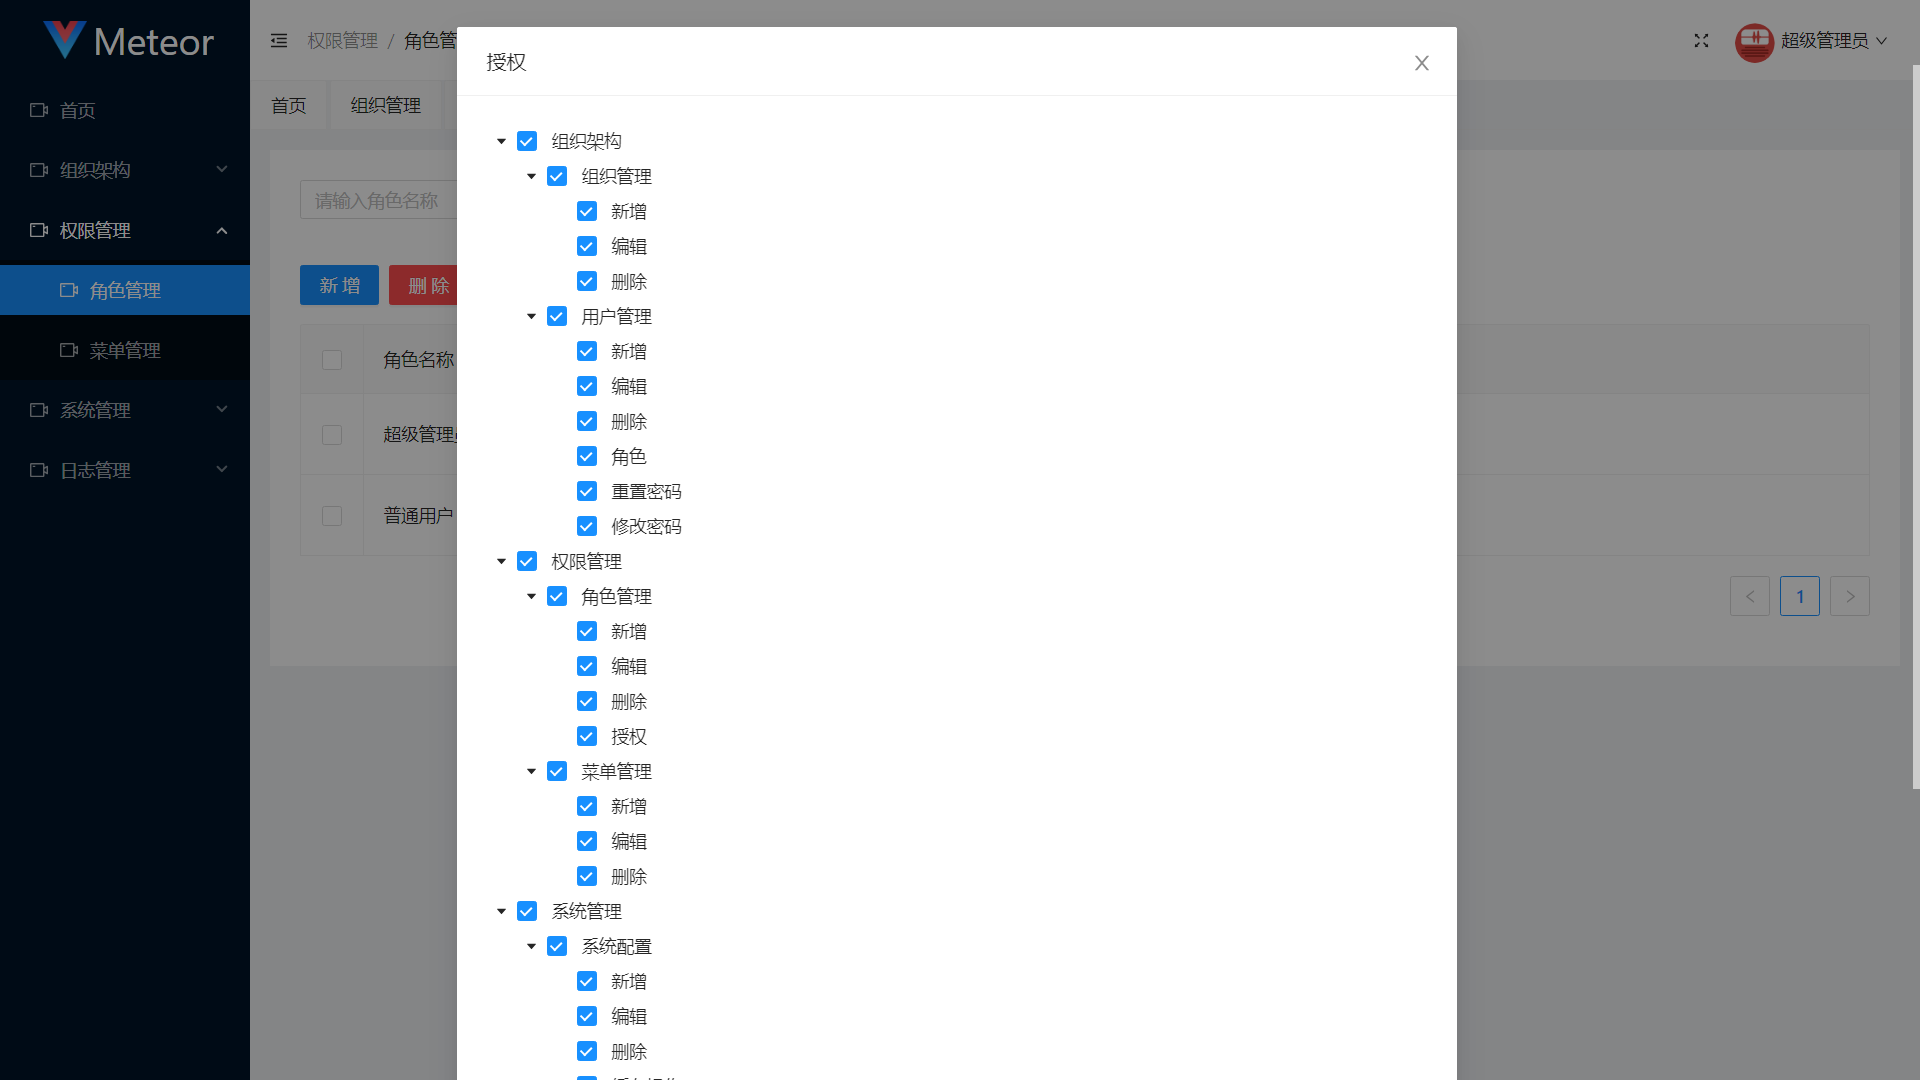 Meteor
首页
组织架构
权限管理
角色管理
菜单管理
系统管理
日志管理
权限管理 / 角色管
超级管理员
首页
组织管理
请输入角色名称
新 增
删 除
角色名称
超级管理
普通用户
1
授权
组织架构
组织管理
新增
编辑
删除
用户管理
新增
编辑
删除
角色
重置密码
修改密码
权限管理
角色管理
新增
编辑
删除
授权
菜单管理
新增
编辑
删除
系统管理
系统配置
新增
编辑
删除